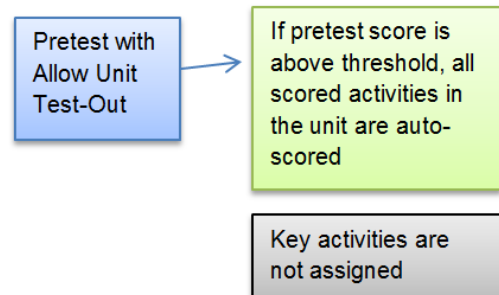 Pretest with
Allow Unit
Test-Out
If pretest score is
above threshold, all
scored activities in
the unit are auto-
scored
Key activities are
not assigned